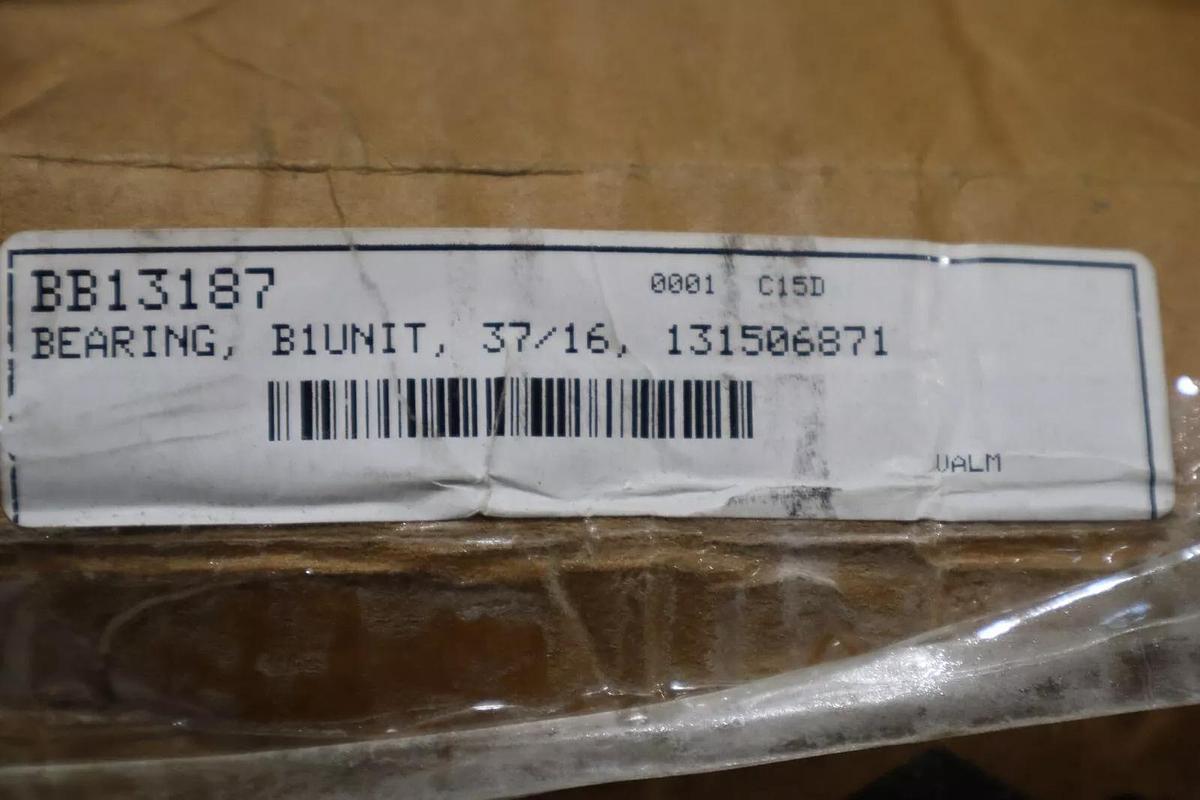 BB13187 0001 C15D
BEARING, B1UNIT, 37/16, 131506871
VALM